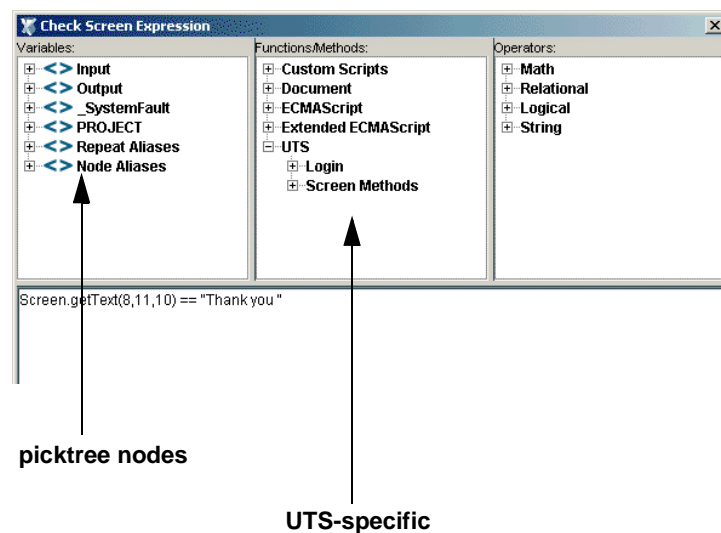 Check Screen Expression
Variables:
Input
Output
_SystemFault
PROJECT
Repeat Aliases
Node Aliases
Functions/Methods:
Custom Scripts
Document
ECMAScript
Extended ECMAScript
UTS
Login
Screen Methods
Operators:
Math
Relational
Logical
String
Screen.getText(8,11,10) == "Thank you "
picktree nodes
UTS-specific